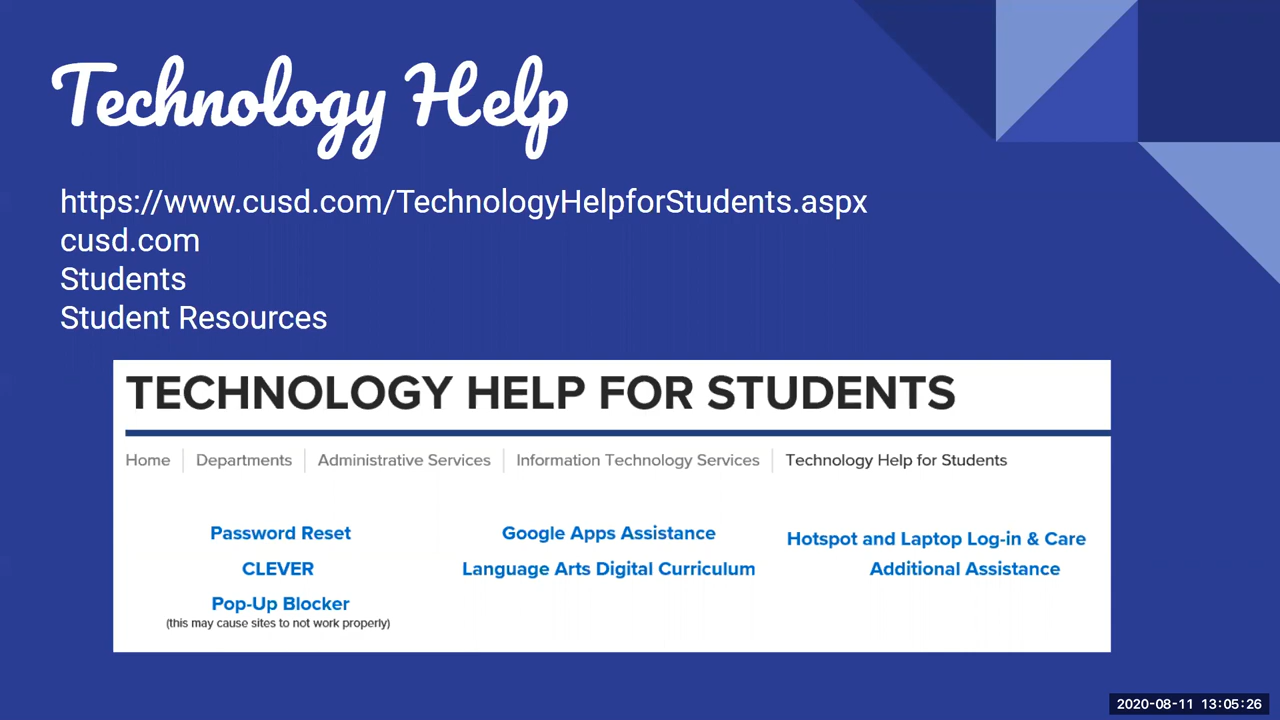 Technology Help
https://www.cusd.com/TechnologyHelpforStudents.aspx
cusd.com
Students
Student Resources
TECHNOLOGY HELP FOR STUDENTS
Home Departments Administrative Services Information Technology Services Technology Help for Students
Password Reset Google Apps Assistance Hotspot and Laptop Log-in & Care
CLEVER Language Arts Digital Curriculum Additional Assistance
Pop-Up Blocker
(this may cause sites to not work properly)
2020-08-11 13:05:26